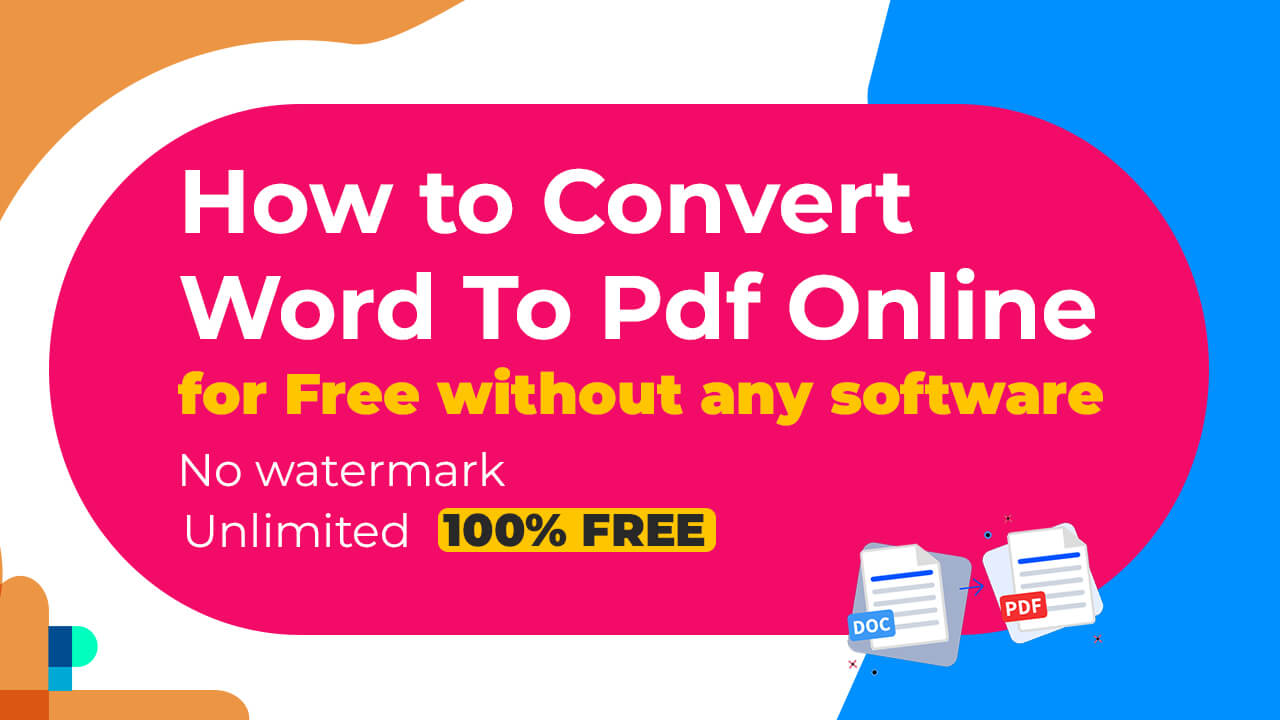 How to Convert
Word To Pdf Online
for Free without any software
No watermark
Unlimited 100% FREE
DOC
PDF